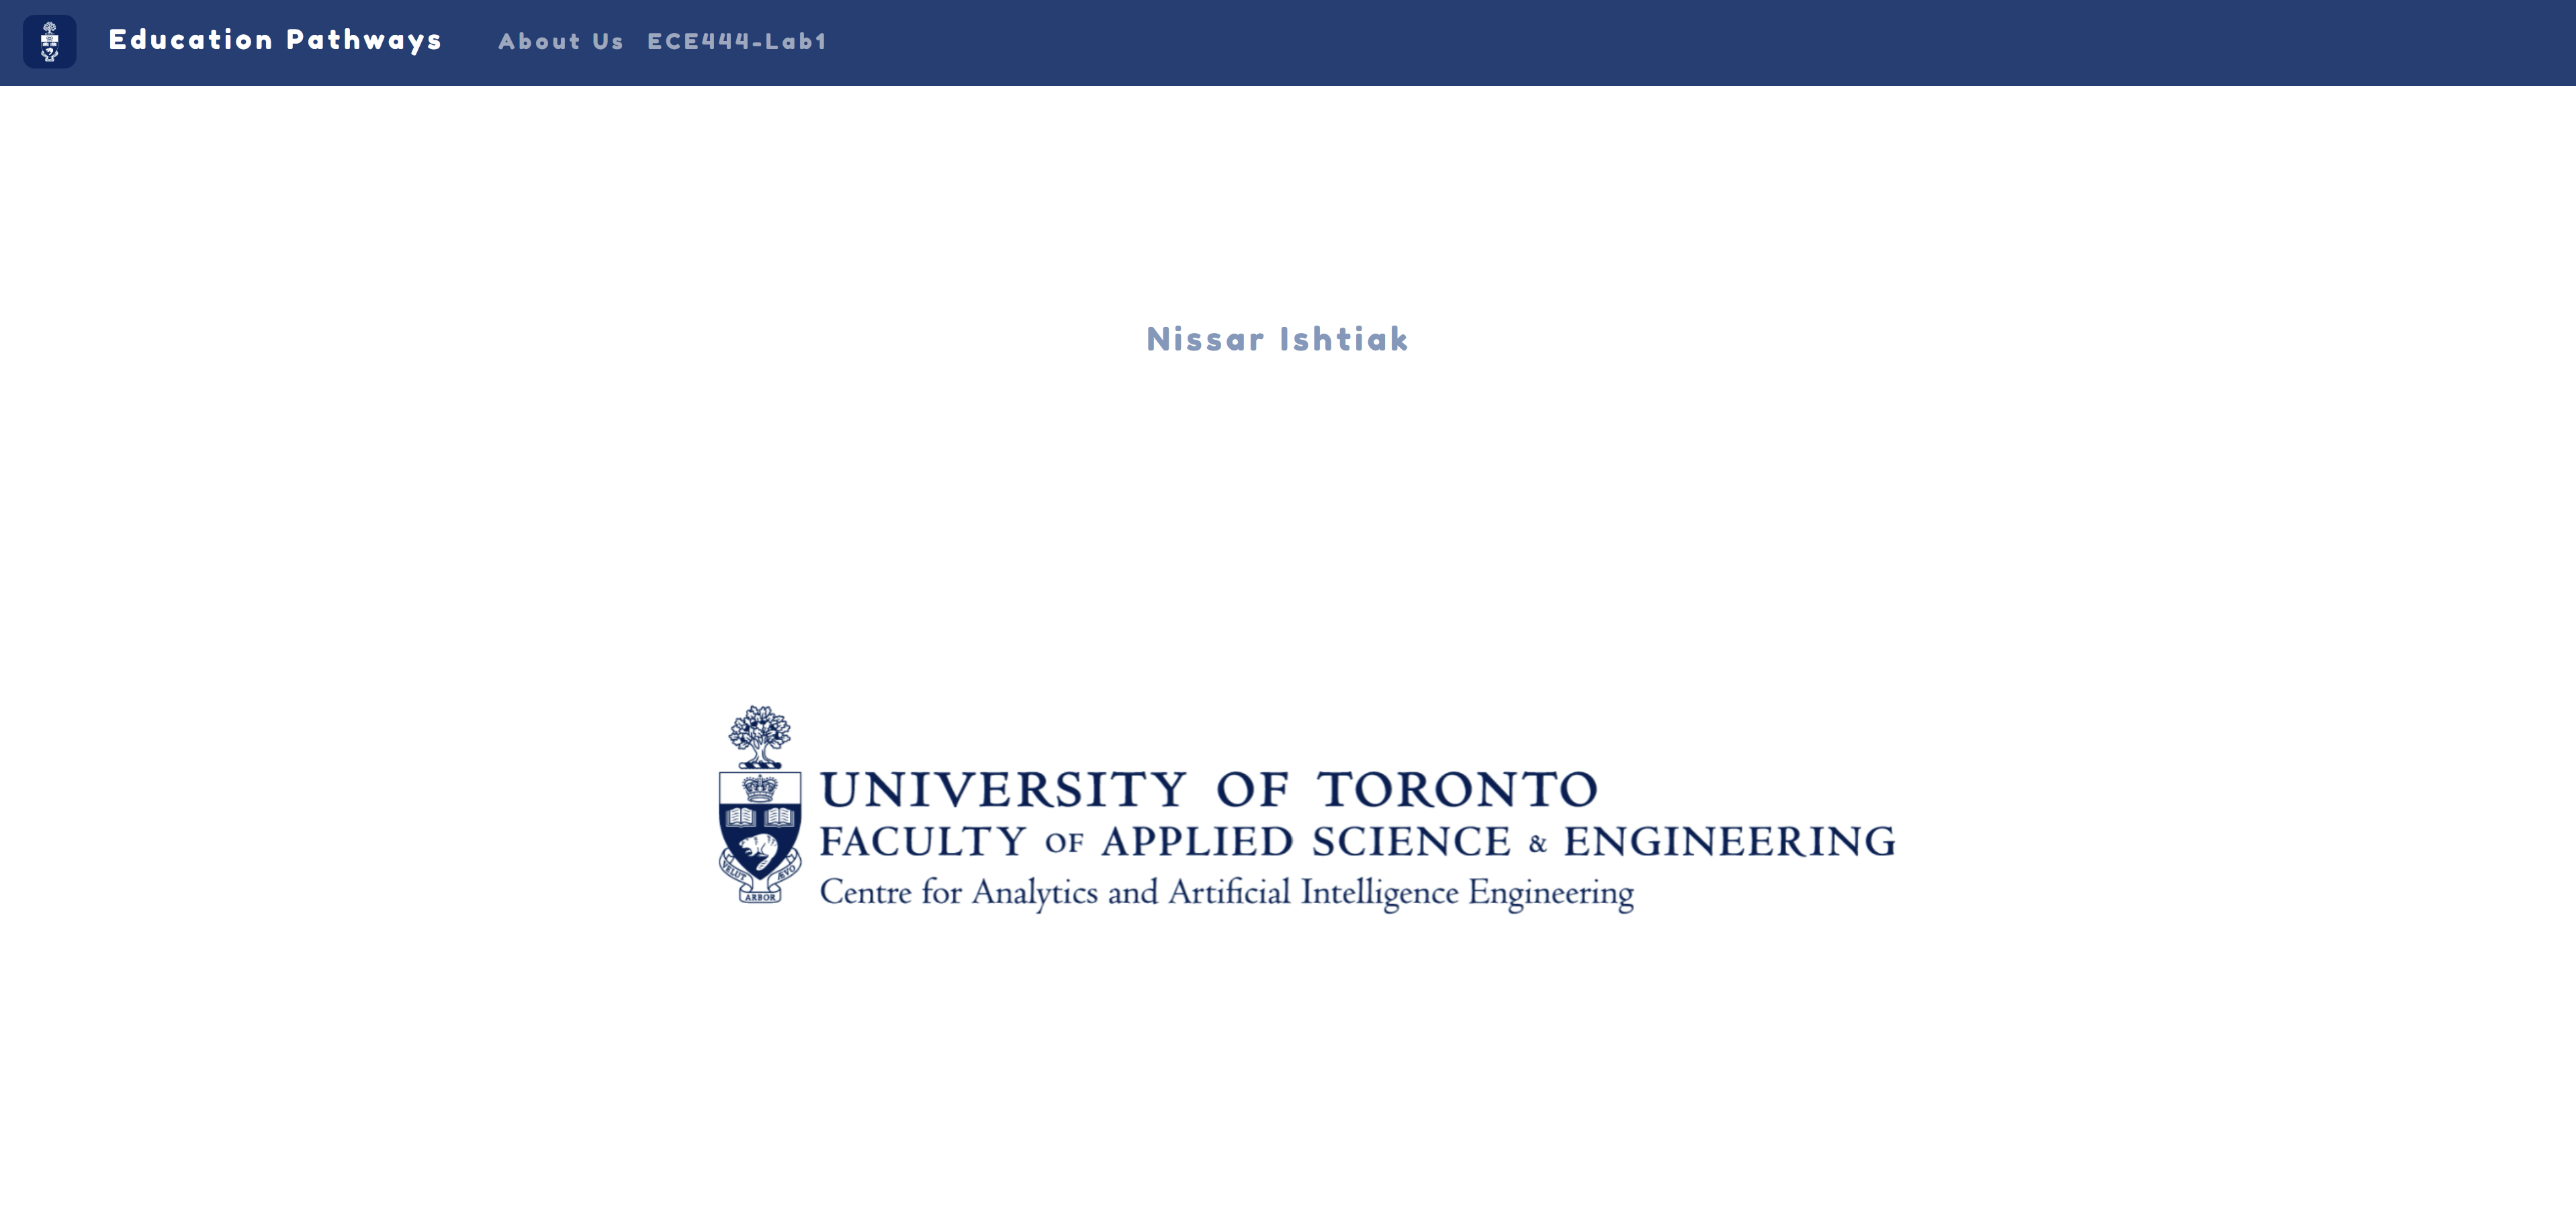 Education Pathways About Us ECE444-Lab1
Nissar Ishtiak
UNIVERSITY OF TORONTO
FACULTY OF APPLIED SCIENCE & ENGINEERING
Centre for Analytics and Artificial Intelligence Engineering
VELUT ARBOR ÆVO